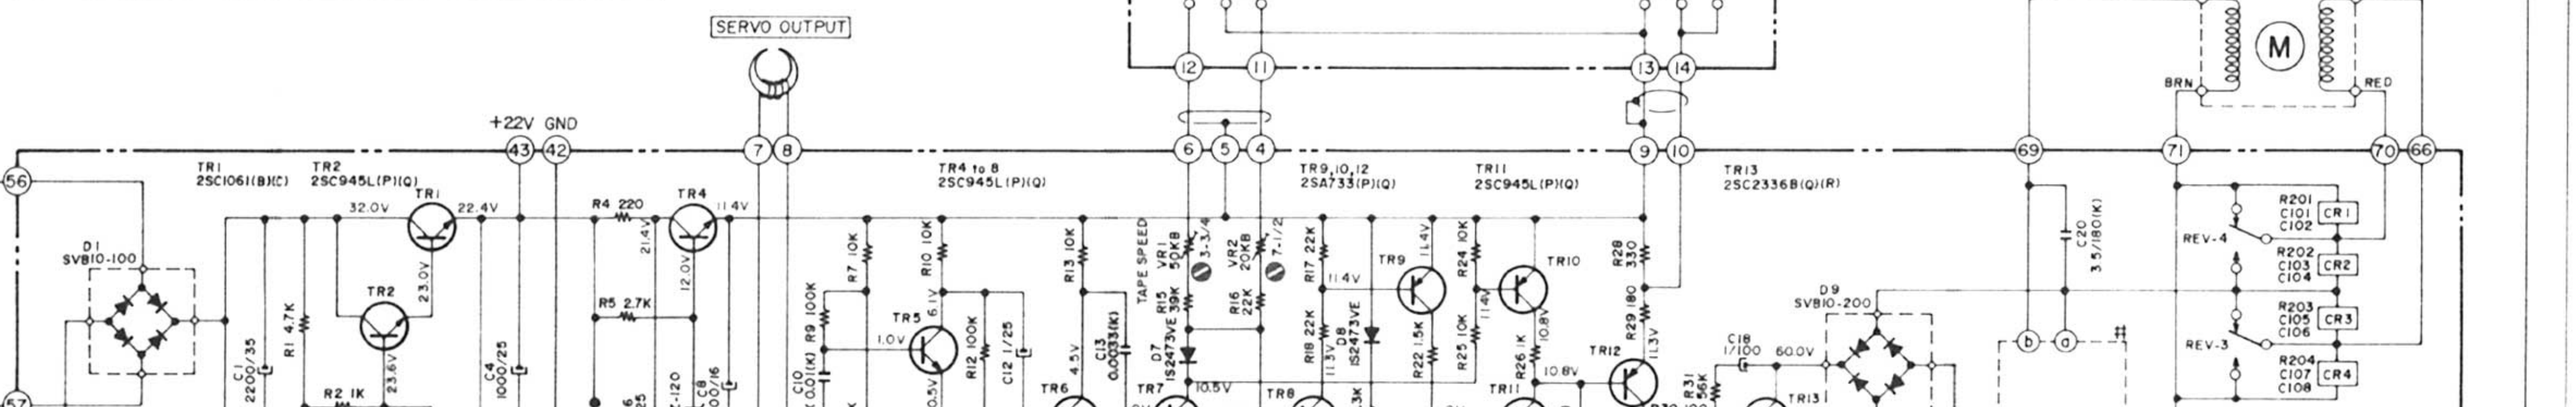 SERVO OUTPUT
M
12
11
13
14
BRN
RED
+22V GND
43
42
7
8
6
5
4
9
10
69
71
70
66
56
TR1
2SC1061(B)(C)
TR2
2SC945L(P)(Q)
TR4 to 8
2SC945L(P)(Q)
TR9,10,12
2SA733(P)(Q)
TR11
2SC945L(P)(Q)
TR13
2SC2336B(Q)(R)
TR1
32.0V
22.4V
R4 220
TR4
11.4V
21.4V
12.0V
D1
SVB10-100
23.0V
TR2
R5 2.7K
R1 4.7K
23.6V
R2 1K
C1
2200/35
C4
1000/25
C8
57
R7 10K
R10 10K
R9 100K
6.1V
TR5
1.0V
C10
0.01(K)
0.5V
R12 100K
C12 1/25
R13 10K
4.5V
C13
0.0033(K)
TR6
TAPE SPEED
VR1
50KB
3-3/4
VR2
20KB
7-1/2
R15
39K
R16
22K
D7
1S2473VE
10.5V
TR7
TR8
R17 22K
11.4V
R18 22K
11.3V
D8
1S2473VE
TR9
11.4V
R22 1.5K
R24 10K
R25 10K
11.4V
TR10
10.8V
R26 1K
10.8V
TR11
R28
330
R29 180
11.3V
TR12
R31
56K
C18
1/100
60.0V
TR13
D9
SVB10-200
C20
3.5/180(K)
b
a
REV-4
REV-3
R201
C101
C102
CR1
R202
C103
C104
CR2
R203
C105
C106
CR3
R204
C107
C108
CR4